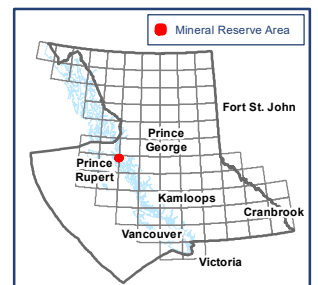 Mineral Reserve Area
Fort St. John
Prince
George
Prince
Rupert
Kamloops
Cranbrook
Vancouver
Victoria